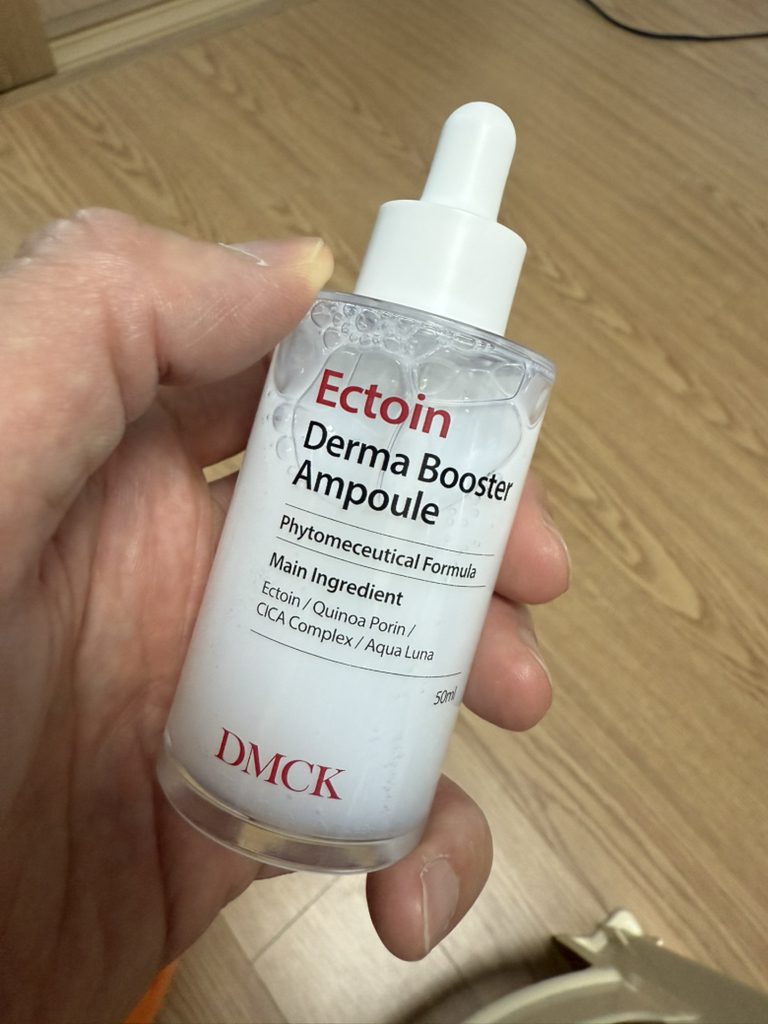 Ectoin
Derma Booster
Ampoule
Phytomeceutical Formula
Main Ingredient
Ectoin / Quinoa Porin /
CICA Complex / Aqua Luna
50ml
DMCK